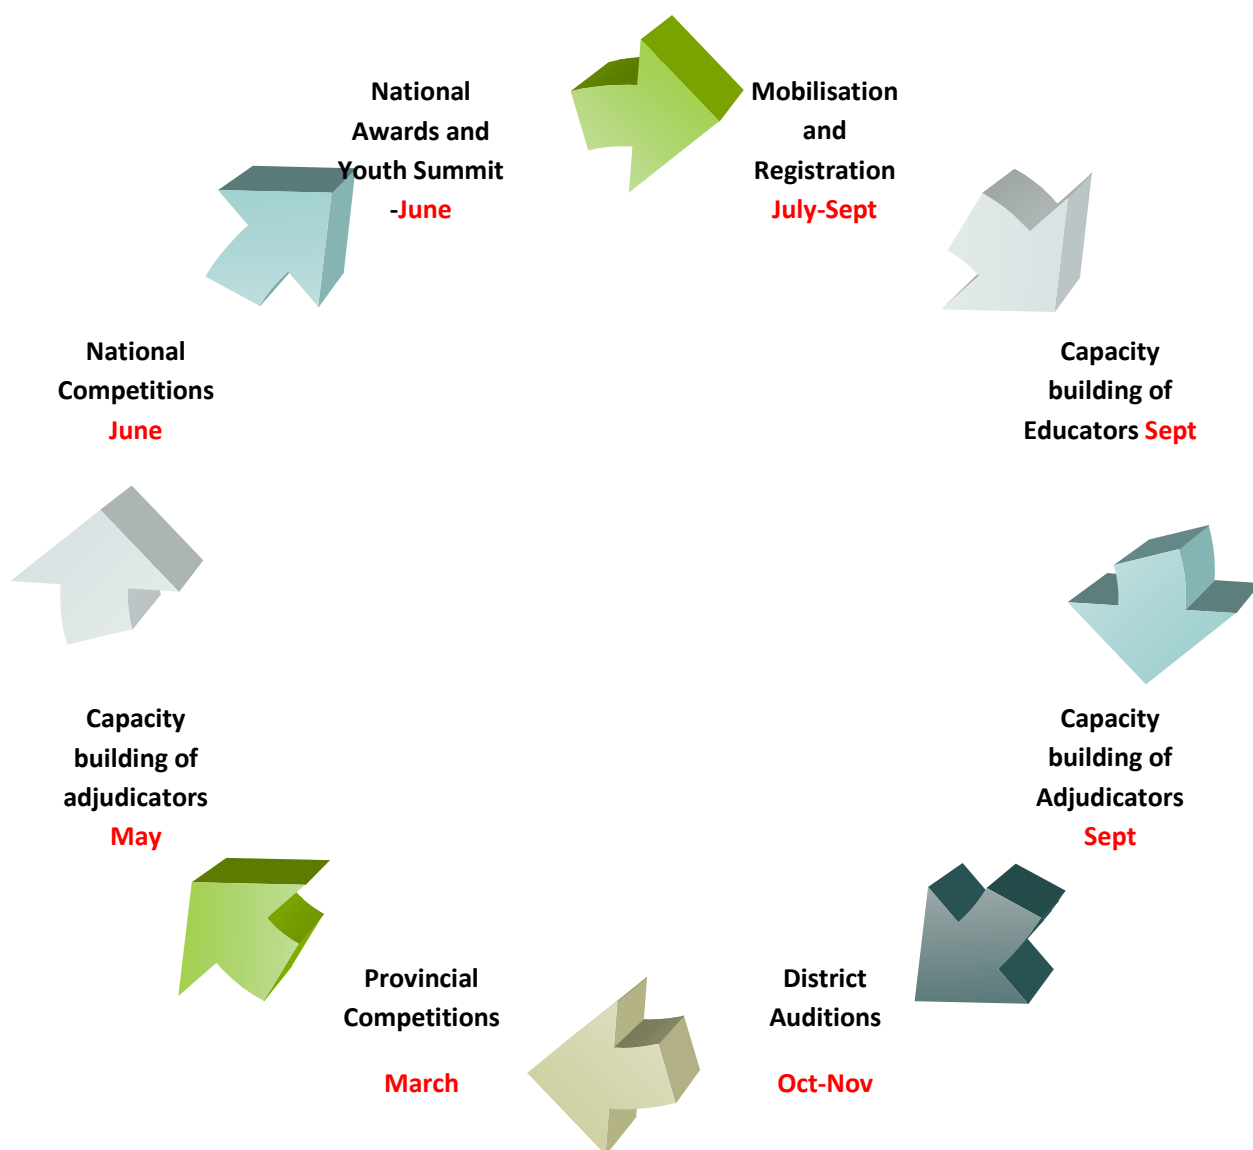 National
Awards and
Youth Summit
-June
Mobilisation
and
Registration
July-Sept
National
Competitions
June
Capacity
building of
Educators Sept
Capacity
building of
adjudicators
May
Capacity
building of
Adjudicators
Sept
Provincial
Competitions
March
District
Auditions
Oct-Nov